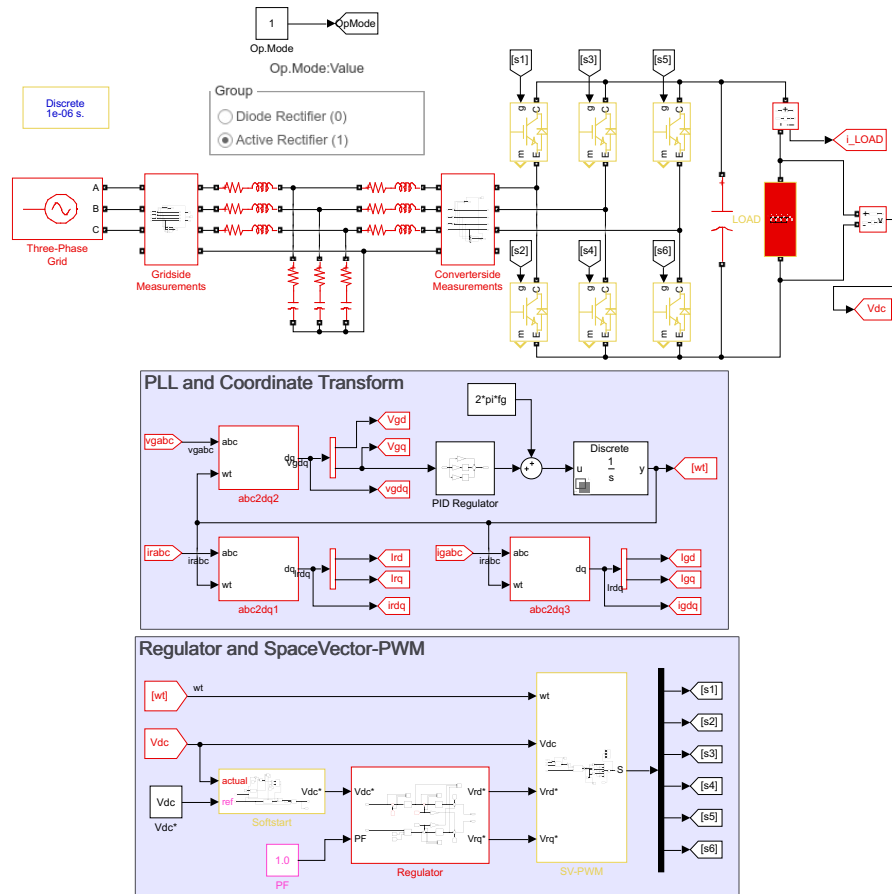 1
OpMode
Op.Mode
Op.Mode:Value
Group
Diode Rectifier (0)
Active Rectifier (1)
Discrete
1e-06 s.
[s1]
[s3]
[s5]
g
C
m
E
g
C
m
E
g
C
m
E
i_LOAD
A
B
C
Three-Phase
Grid
Gridside
Measurements
Converterside
Measurements
LOAD
Vdc
[s2]
[s4]
[s6]
g
C
m
E
g
C
m
E
g
C
m
E
PLL and Coordinate Transform
vgabc
vgabc
abc
wt
dq
Vgdq
abc2dq2
Vgd
Vgq
vgdq
2*pi*fg
PID Regulator
Discrete
u
1
s
y
[wt]
irabc
irabc
abc
wt
dq
Irdq
abc2dq1
Ird
Irq
irdq
igabc
irabc
abc
wt
dq
Irdq
abc2dq3
Igd
Igq
igdq
Regulator and SpaceVector-PWM
[wt]
wt
wt
Vdc
Vdc
Vdc
Vdc*
actual
ref
Vdc*
Softstart
1.0
PF
Vdc*
PF
Vrd*
Vrq*
Regulator
Vrd*
Vrq*
S
SV-PWM
[s1]
[s2]
[s3]
[s4]
[s5]
[s6]